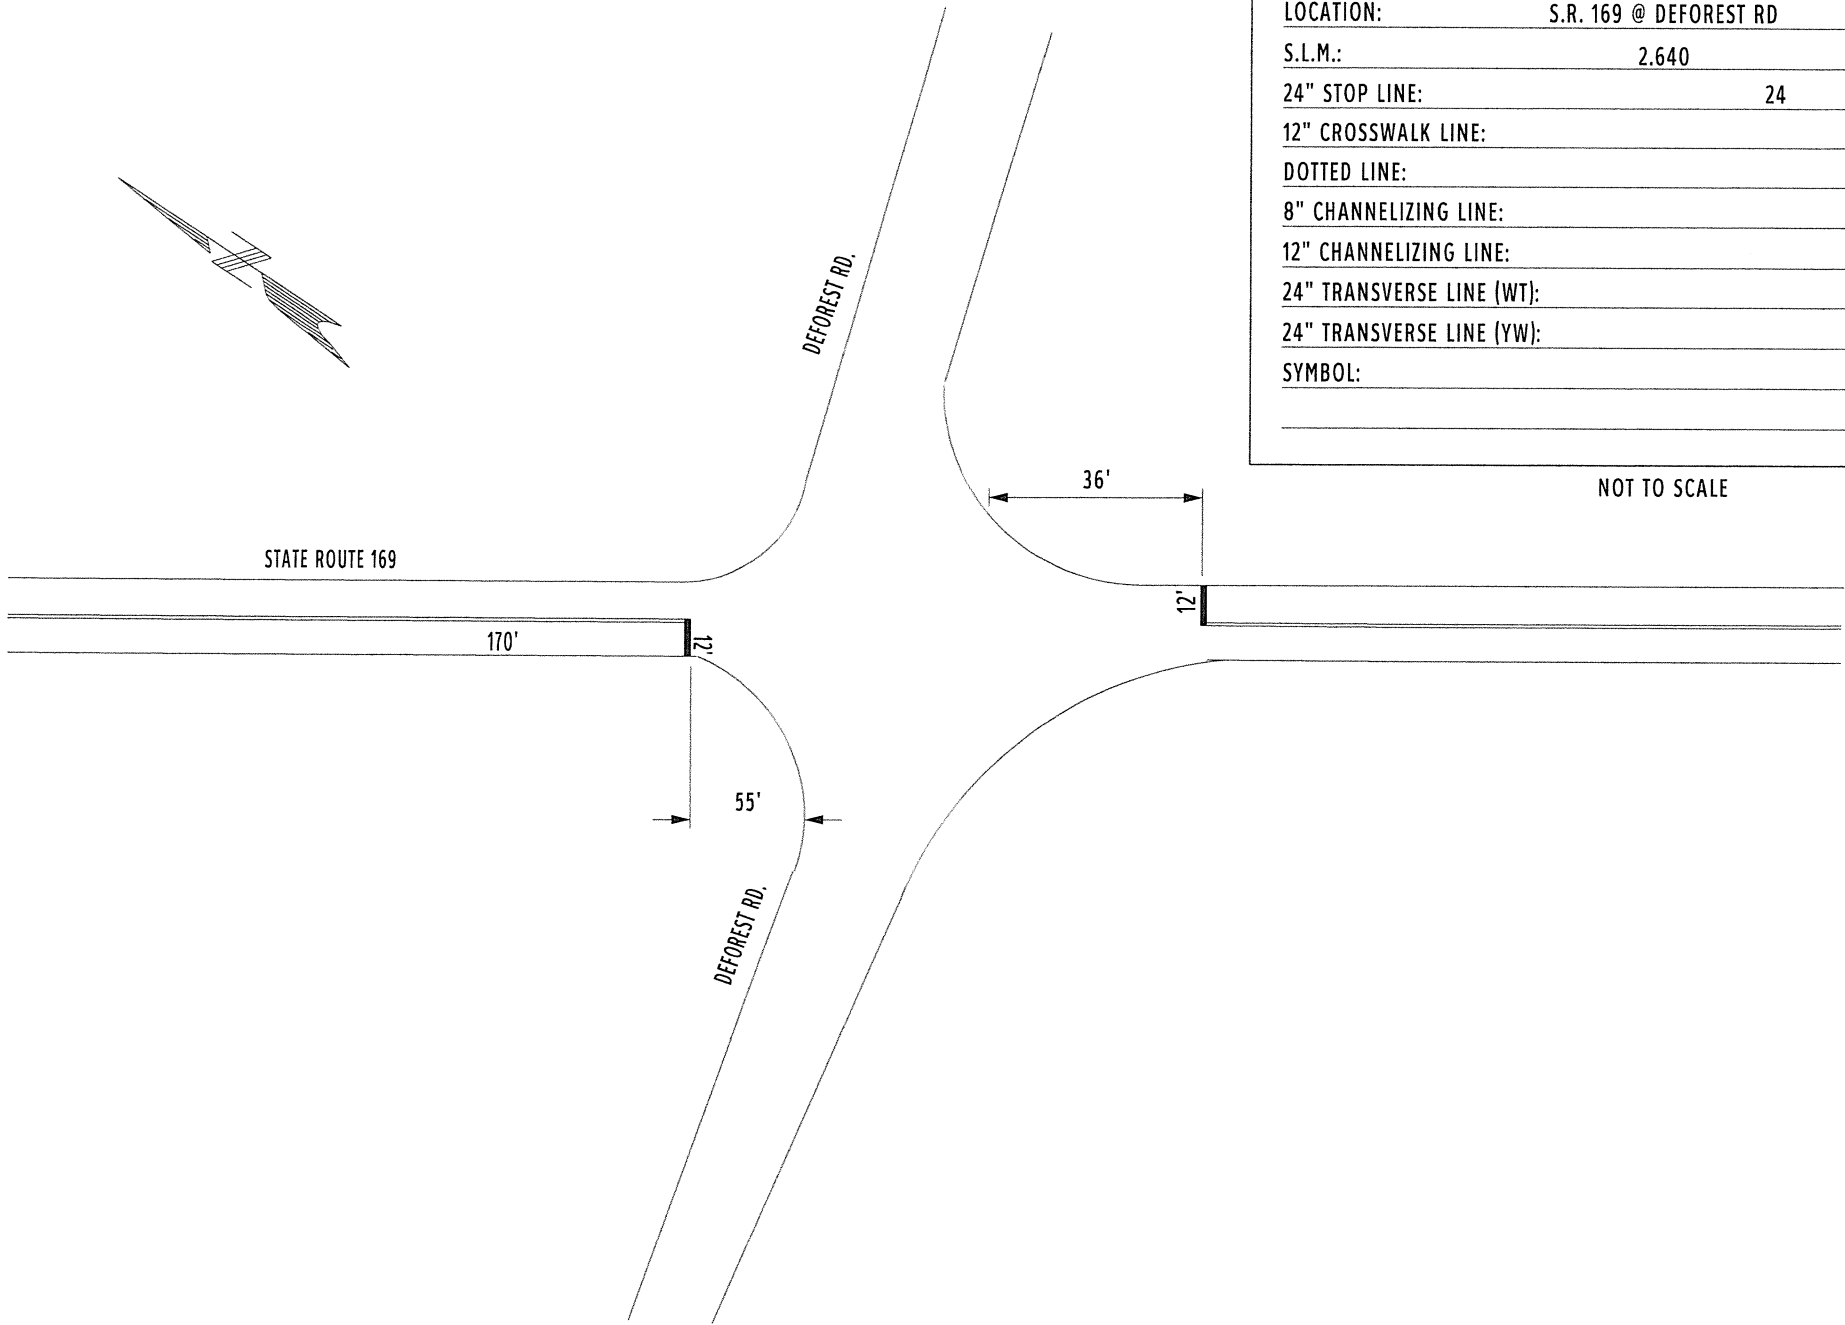 LOCATION: S.R. 169 @ DEFOREST RD
S.L.M.: 2.640
24" STOP LINE: 24
12" CROSSWALK LINE:
DOTTED LINE:
8" CHANNELIZING LINE:
12" CHANNELIZING LINE:
24" TRANSVERSE LINE (WT):
24" TRANSVERSE LINE (YW):
SYMBOL:
NOT TO SCALE
DEFOREST RD.
36'
STATE ROUTE 169
12'
170'
12'
55'
DEFOREST RD.